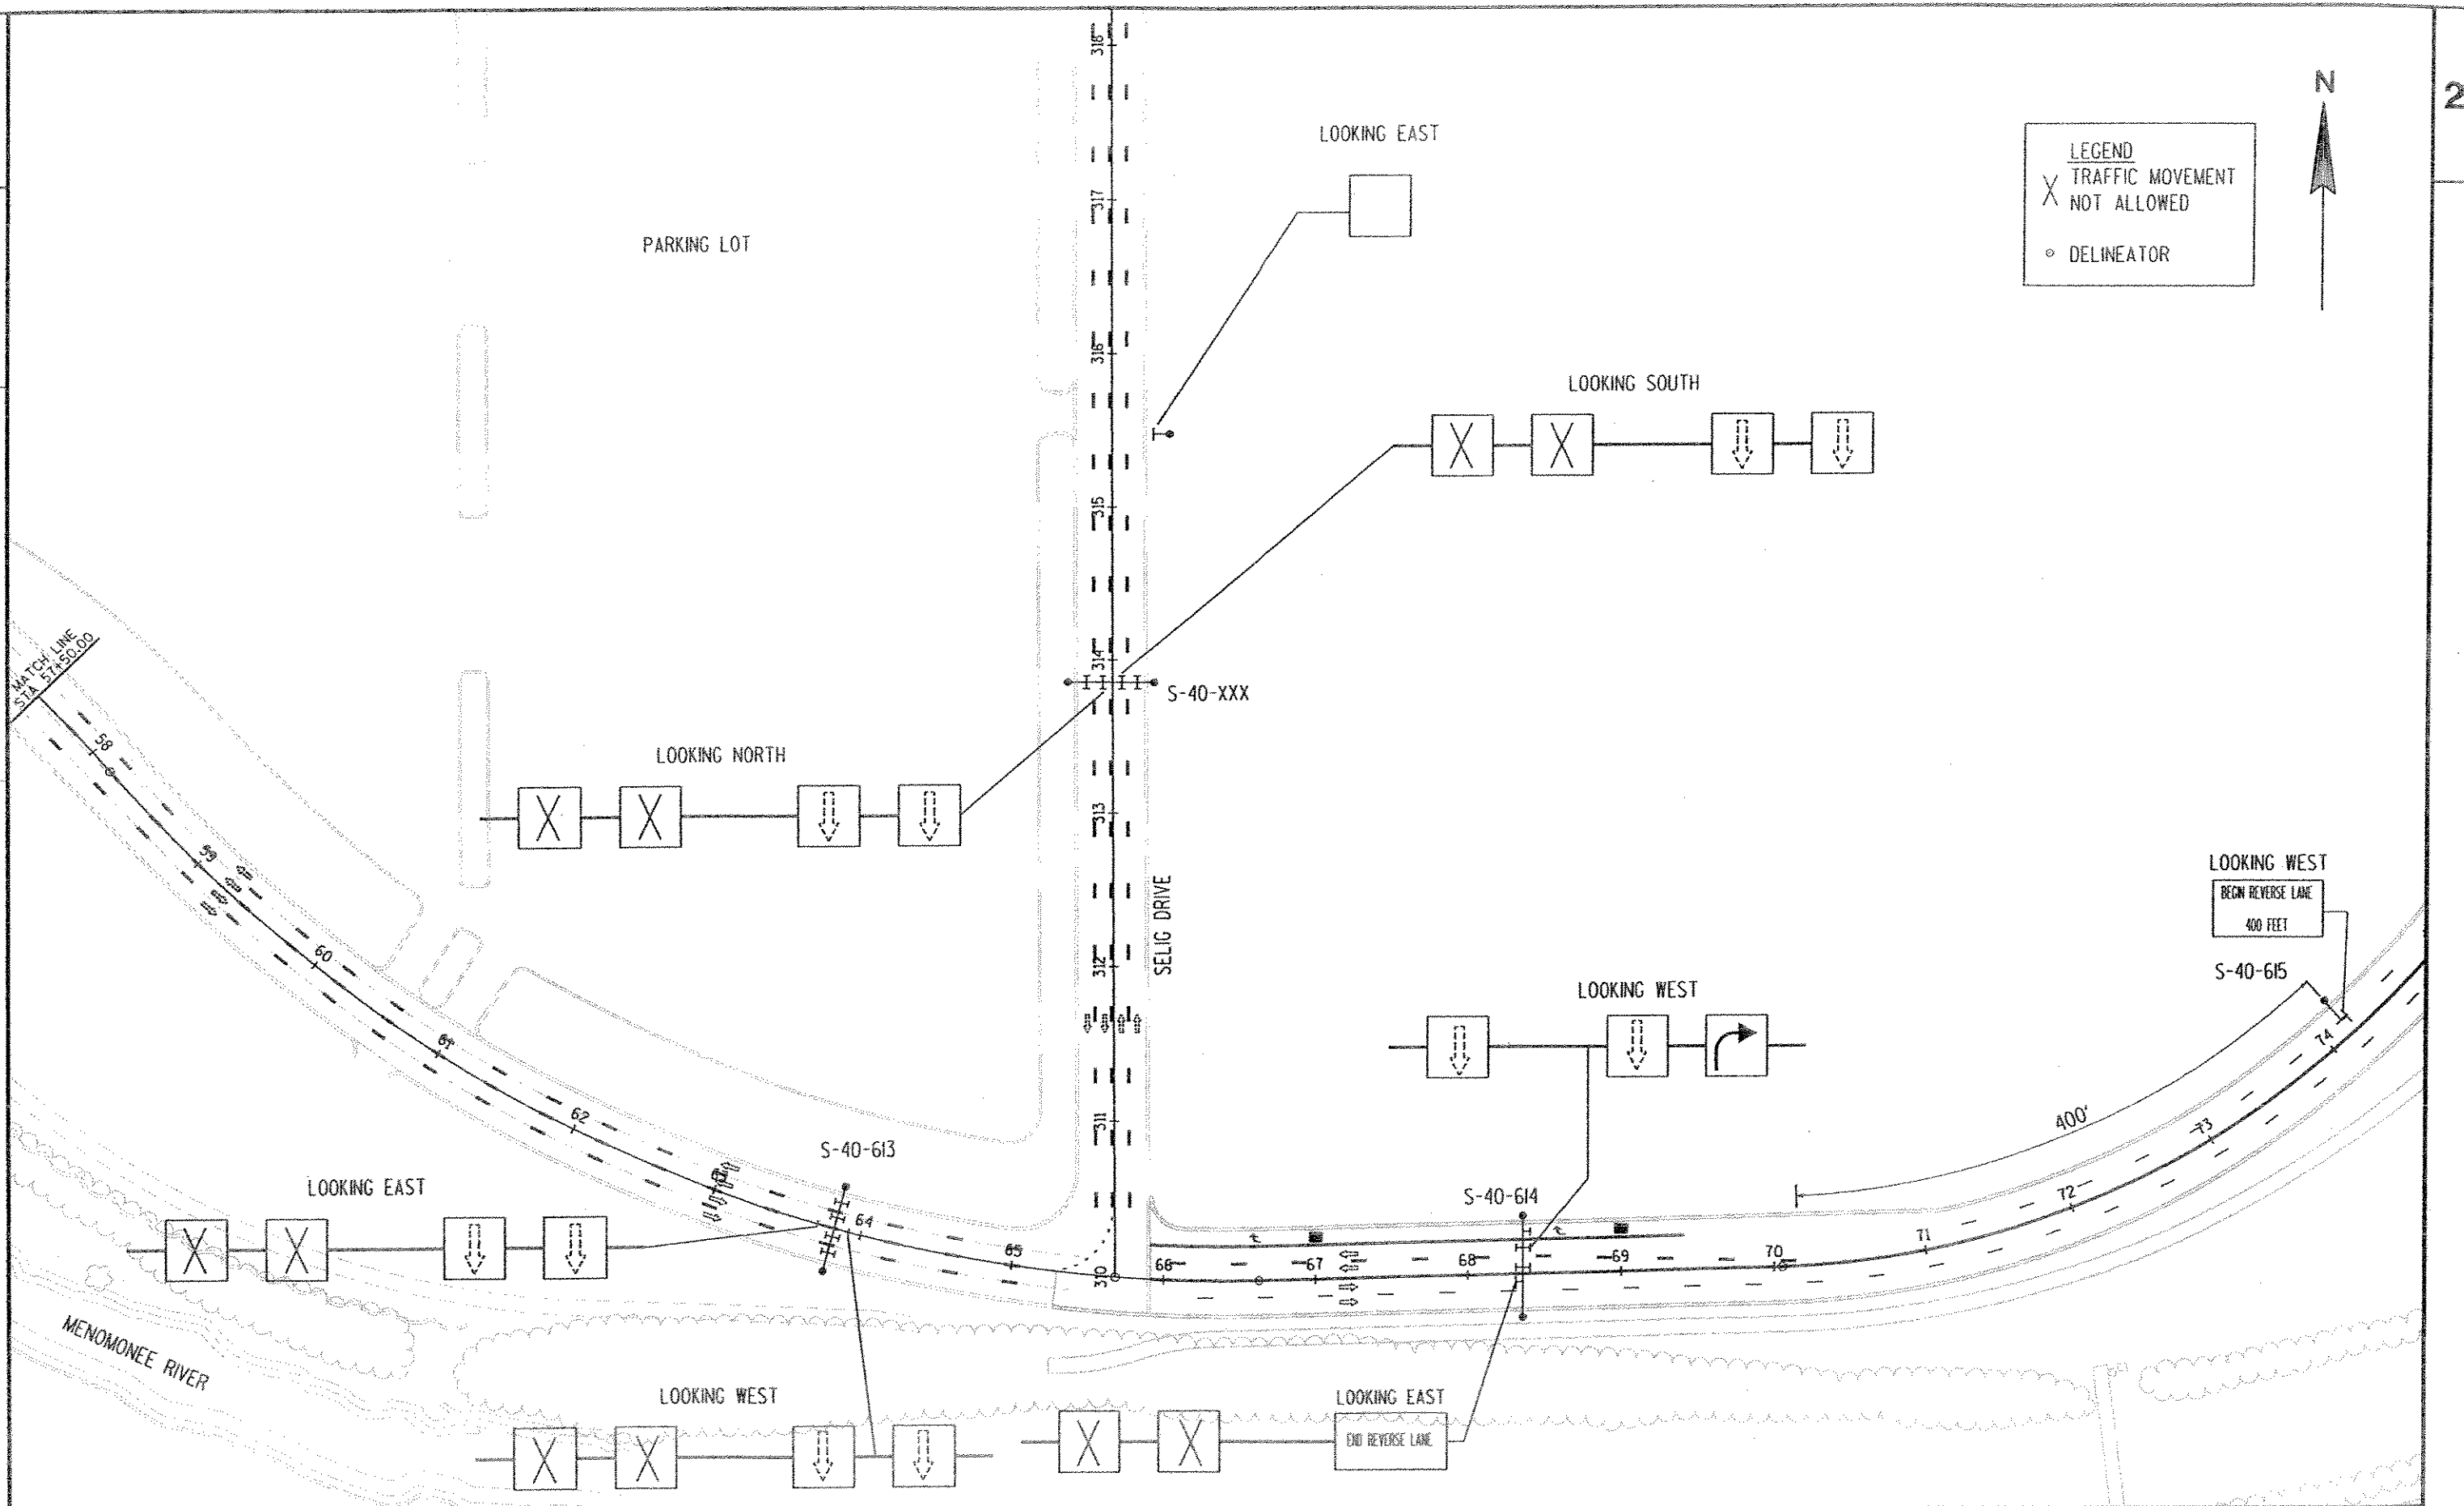 2
N
LOOKING EAST
LEGEND
X TRAFFIC MOVEMENT
NOT ALLOWED
DELINEATOR
PARKING LOT
318
317
316
315
314
313
312
311
310
LOOKING SOUTH
X X
S-40-XXX
LOOKING NORTH
X X
MATCH LINE
STA 57+50.00
58
59
60
61
62
64
65
66
67
68
69
70
71
72
73
74
SELIG DRIVE
LOOKING WEST
BEGIN REVERSE LANE
400 FEET
S-40-615
LOOKING WEST
400'
S-40-613
S-40-614
LOOKING EAST
X X
MENOMONEE RIVER
LOOKING WEST
X X
LOOKING EAST
X X
END REVERSE LANE